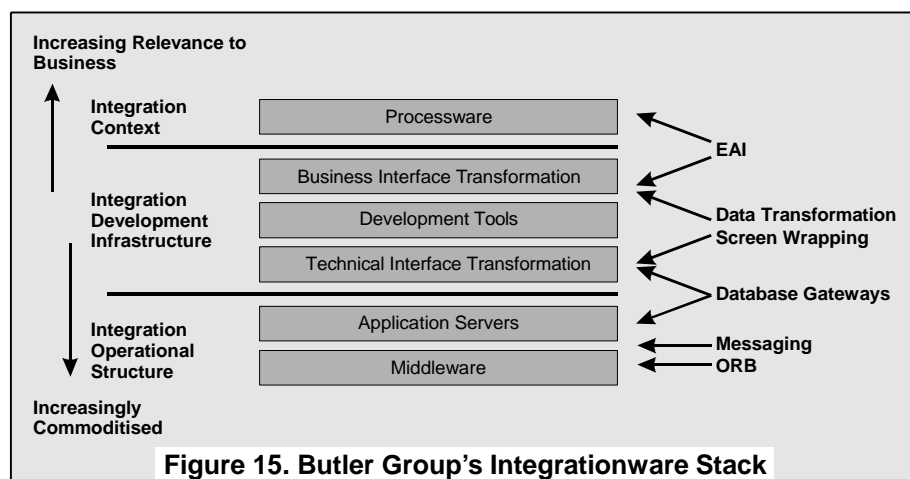 Increasing Relevance to
Business
Integration
Context
Processware
EAI
Business Interface Transformation
Integration
Development
Infrastructure
Development Tools
Data Transformation
Screen Wrapping
Technical Interface Transformation
Database Gateways
Integration
Operational
Structure
Application Servers
Messaging
Middleware
ORB
Increasingly
Commoditised
Figure 15. Butler Group's Integrationware Stack